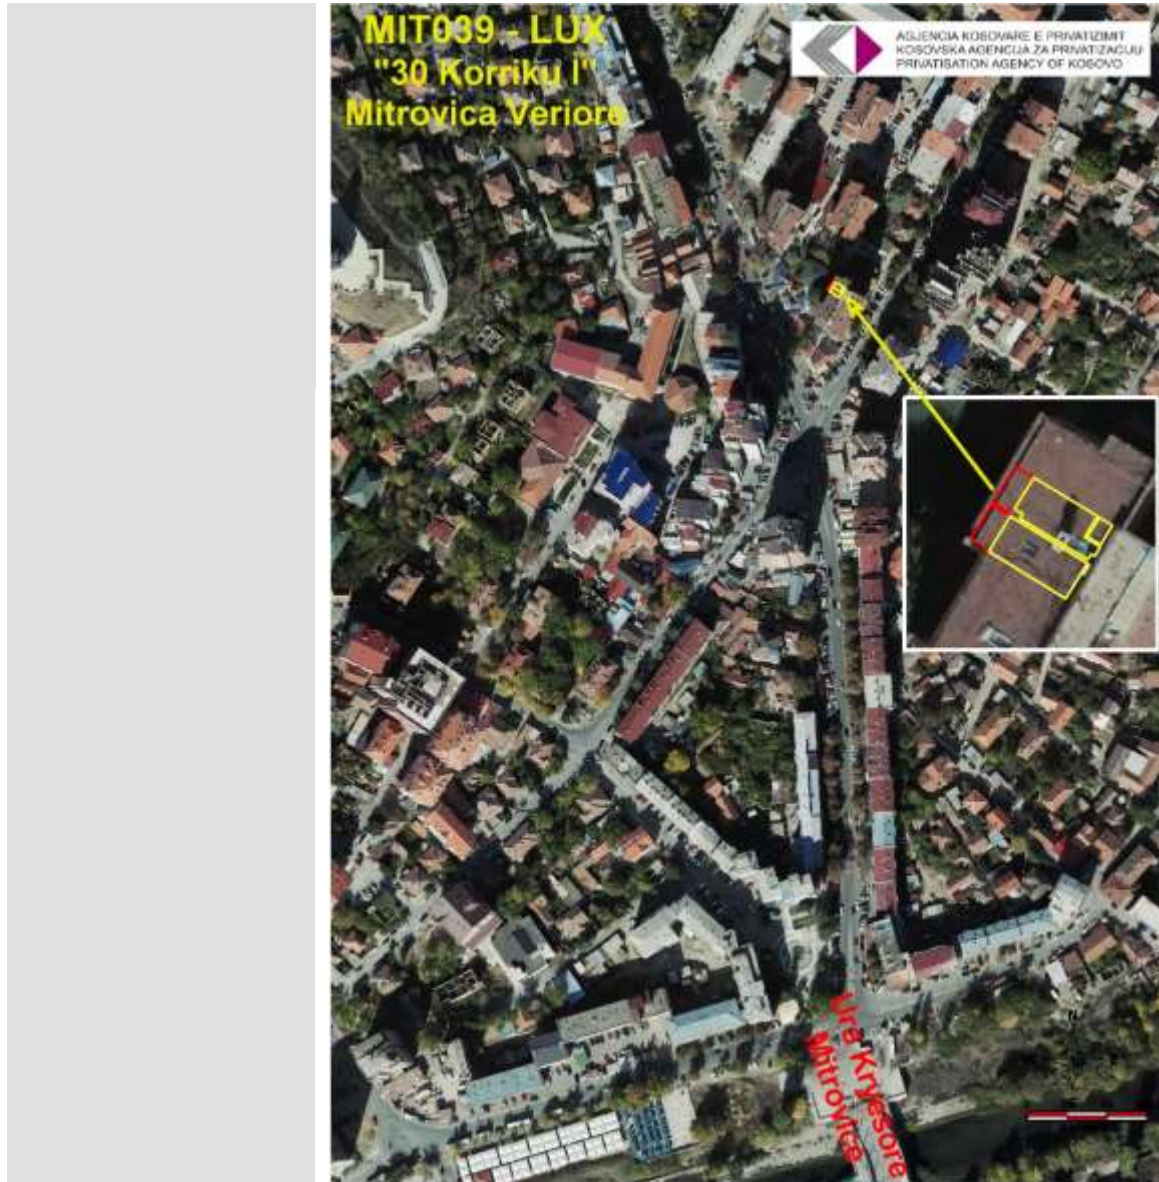 MIT039 - LUX
"30 Korriku I"
Mitrovica Veriore
AGJENCIA KOSOVARE E PRIVATIZIMIT
KOSOVSKA AGENCIJA ZA PRIVATIZACIJU
PRIVATISATION AGENCY OF KOSOVO
Ura Kryesore
Mitrovice